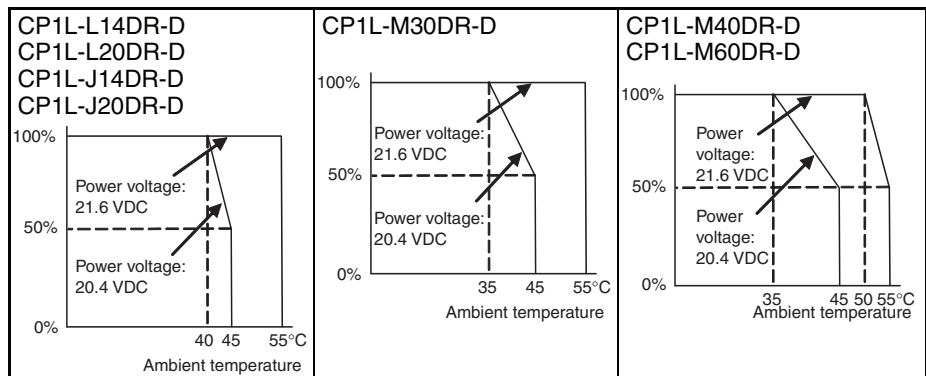 CP1L-L14DR-D
CP1L-L20DR-D
CP1L-J14DR-D
CP1L-J20DR-D
100%
Power voltage:
21.6 VDC
50%
Power voltage:
20.4 VDC
0%
40 45 55°C
Ambient temperature
CP1L-M30DR-D
100%
Power voltage:
21.6 VDC
50%
Power voltage:
20.4 VDC
0%
35 45 55°C
Ambient temperature
CP1L-M40DR-D
CP1L-M60DR-D
100%
Power
voltage:
21.6 VDC
50%
Power
voltage:
20.4 VDC
0%
35 45 50 55°C
Ambient temperature